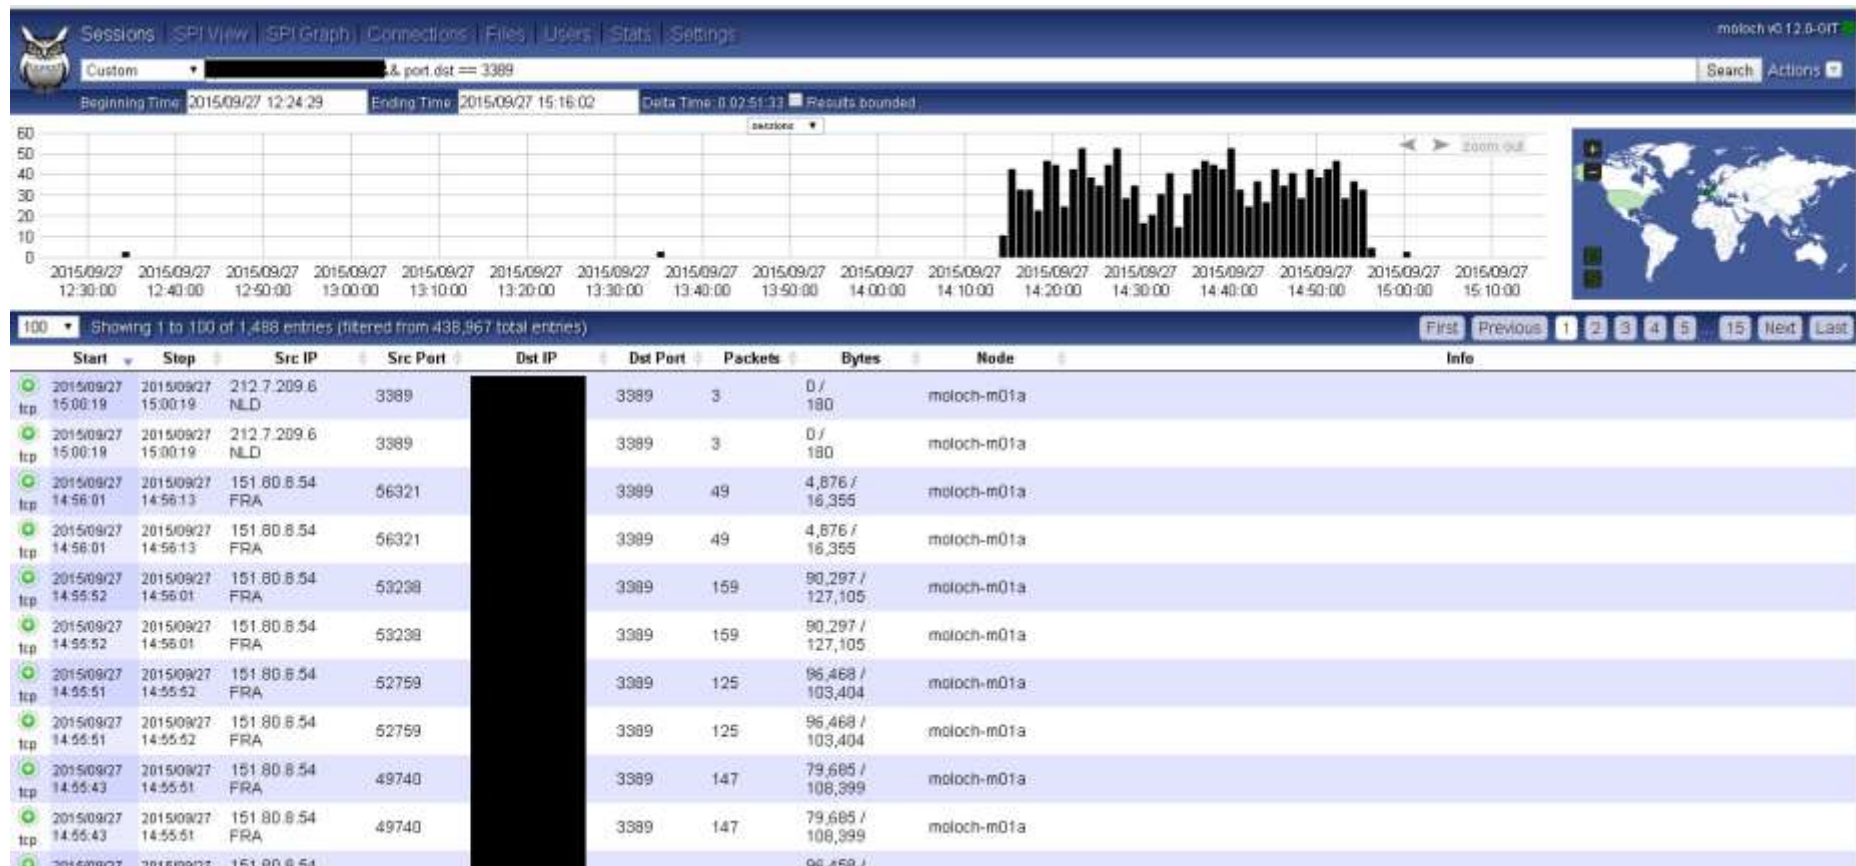 Sessions SPI View SPI Graph Connections Files Users Stats Settings moloch v0.12.0-GIT
Custom && port.dst == 3389 Search Actions
Beginning Time: 2015/09/27 12:24:29 Ending Time: 2015/09/27 15:16:02 Delta Time: 0 02:51:33 Results bounded
sessions
zoom out
60
50
40
30
20
10
0
2015/09/27 2015/09/27 2015/09/27 2015/09/27 2015/09/27 2015/09/27 2015/09/27 2015/09/27 2015/09/27 2015/09/27 2015/09/27 2015/09/27 2015/09/27 2015/09/27 2015/09/27 2015/09/27 2015/09/27
12:30:00 12:40:00 12:50:00 13:00:00 13:10:00 13:20:00 13:30:00 13:40:00 13:50:00 14:00:00 14:10:00 14:20:00 14:30:00 14:40:00 14:50:00 15:00:00 15:10:00
100 Showing 1 to 100 of 1,488 entries (filtered from 438,967 total entries) First Previous 1 2 3 4 5 ... 15 Next Last
Start Stop Src IP Src Port Dst IP Dst Port Packets Bytes Node Info
2015/09/27 2015/09/27 212.7.209.6 0 /
tcp 15:00:19 15:00:19 NLD 3389 3389 3 180 moloch-m01a
2015/09/27 2015/09/27 212.7.209.6 0 /
tcp 15:00:19 15:00:19 NLD 3389 3389 3 180 moloch-m01a
2015/09/27 2015/09/27 151.80.8.54 4,876 /
tcp 14:56:01 14:56:13 FRA 56321 3389 49 16,355 moloch-m01a
2015/09/27 2015/09/27 151.80.8.54 4,876 /
tcp 14:56:01 14:56:13 FRA 56321 3389 49 16,355 moloch-m01a
2015/09/27 2015/09/27 151.80.8.54 90,297 /
tcp 14:55:52 14:56:01 FRA 53238 3389 159 127,105 moloch-m01a
2015/09/27 2015/09/27 151.80.8.54 90,297 /
tcp 14:55:52 14:56:01 FRA 53238 3389 159 127,105 moloch-m01a
2015/09/27 2015/09/27 151.80.8.54 96,468 /
tcp 14:55:51 14:55:52 FRA 52759 3389 125 103,404 moloch-m01a
2015/09/27 2015/09/27 151.80.8.54 96,468 /
tcp 14:55:51 14:55:52 FRA 52759 3389 125 103,404 moloch-m01a
2015/09/27 2015/09/27 151.80.8.54 79,685 /
tcp 14:55:43 14:55:51 FRA 49740 3389 147 108,399 moloch-m01a
2015/09/27 2015/09/27 151.80.8.54 79,685 /
tcp 14:55:43 14:55:51 FRA 49740 3389 147 108,399 moloch-m01a
2015/09/27 2015/09/27 151.80.8.54